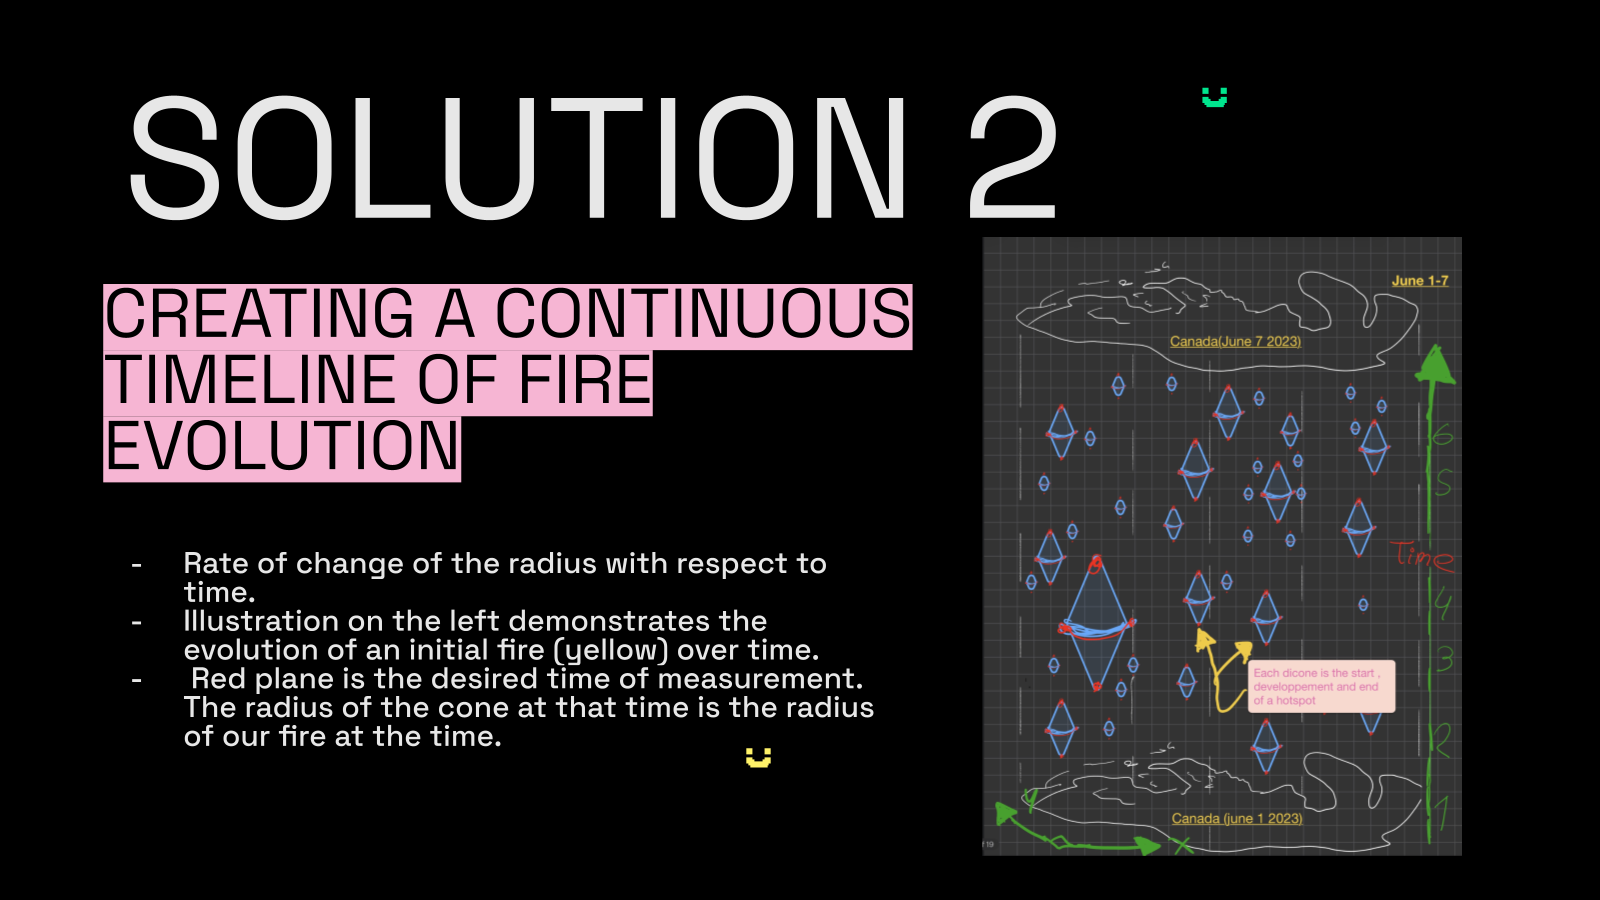 SOLUTION 2
CREATING A CONTINUOUS
TIMELINE OF FIRE
EVOLUTION
- Rate of change of the radius with respect to
time.
- Illustration on the left demonstrates the
evolution of an initial fire (yellow) over time.
- Red plane is the desired time of measurement.
The radius of the cone at that time is the radius
of our fire at the time.
June 1-7
Canada(June 7 2023)
6
5
Time
4
3
Each dicone is the start ,
developpement and end
of a hotspot
2
1
Canada (june 1 2023)
y
x